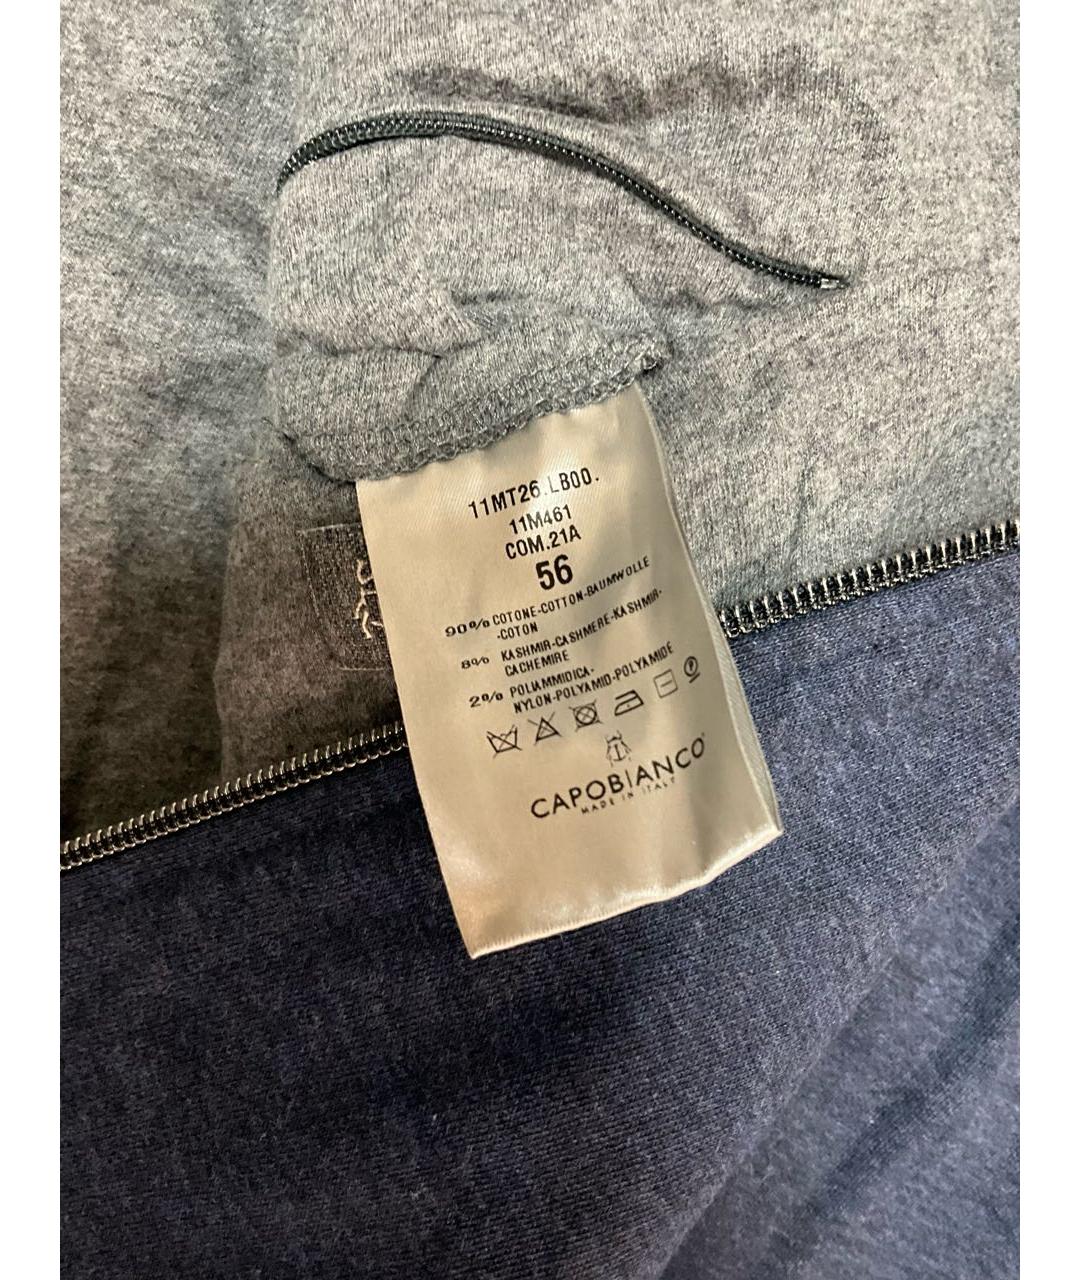 11MT26.LB00.
11M461
COM.21A
56
90% COTONE-COTTON-BAUMWOLLE
-COTON
8% KASHMIR-CASHMERE-KASHMIR-
CACHEMIRE
2% POLIAMMIDICA-
NYLON-POLYAMID-POLYAMIDE
CAPOBIANCO
MADE IN ITALY